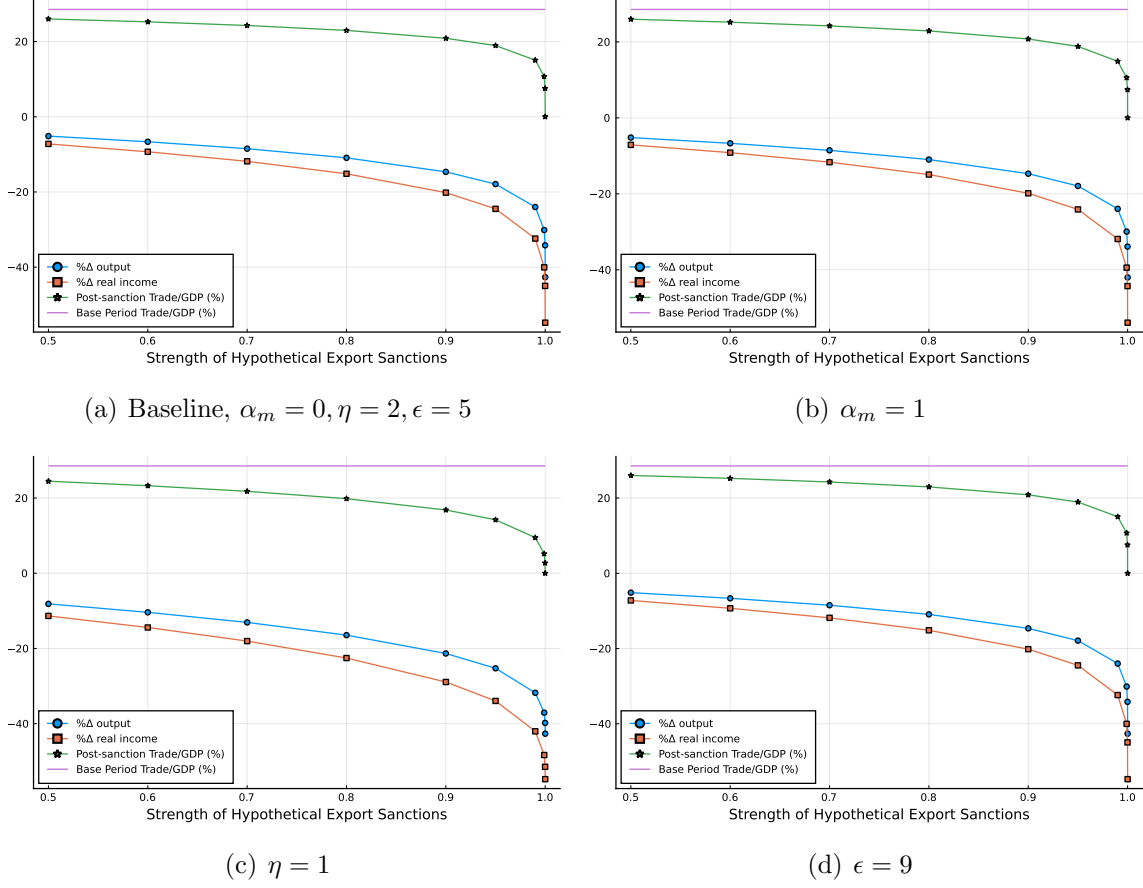 20
0
−20
−40
%Δ output
%Δ real income
Post-sanction Trade/GDP (%)
Base Period Trade/GDP (%)
0.5 0.6 0.7 0.8 0.9 1.0
Strength of Hypothetical Export Sanctions
(a) Baseline, αm = 0, η = 2, ϵ = 5
20
0
−20
−40
%Δ output
%Δ real income
Post-sanction Trade/GDP (%)
Base Period Trade/GDP (%)
0.5 0.6 0.7 0.8 0.9 1.0
Strength of Hypothetical Export Sanctions
(b) αm = 1
20
0
−20
−40
%Δ output
%Δ real income
Post-sanction Trade/GDP (%)
Base Period Trade/GDP (%)
0.5 0.6 0.7 0.8 0.9 1.0
Strength of Hypothetical Export Sanctions
(c) η = 1
20
0
−20
−40
%Δ output
%Δ real income
Post-sanction Trade/GDP (%)
Base Period Trade/GDP (%)
0.5 0.6 0.7 0.8 0.9 1.0
Strength of Hypothetical Export Sanctions
(d) ϵ = 9